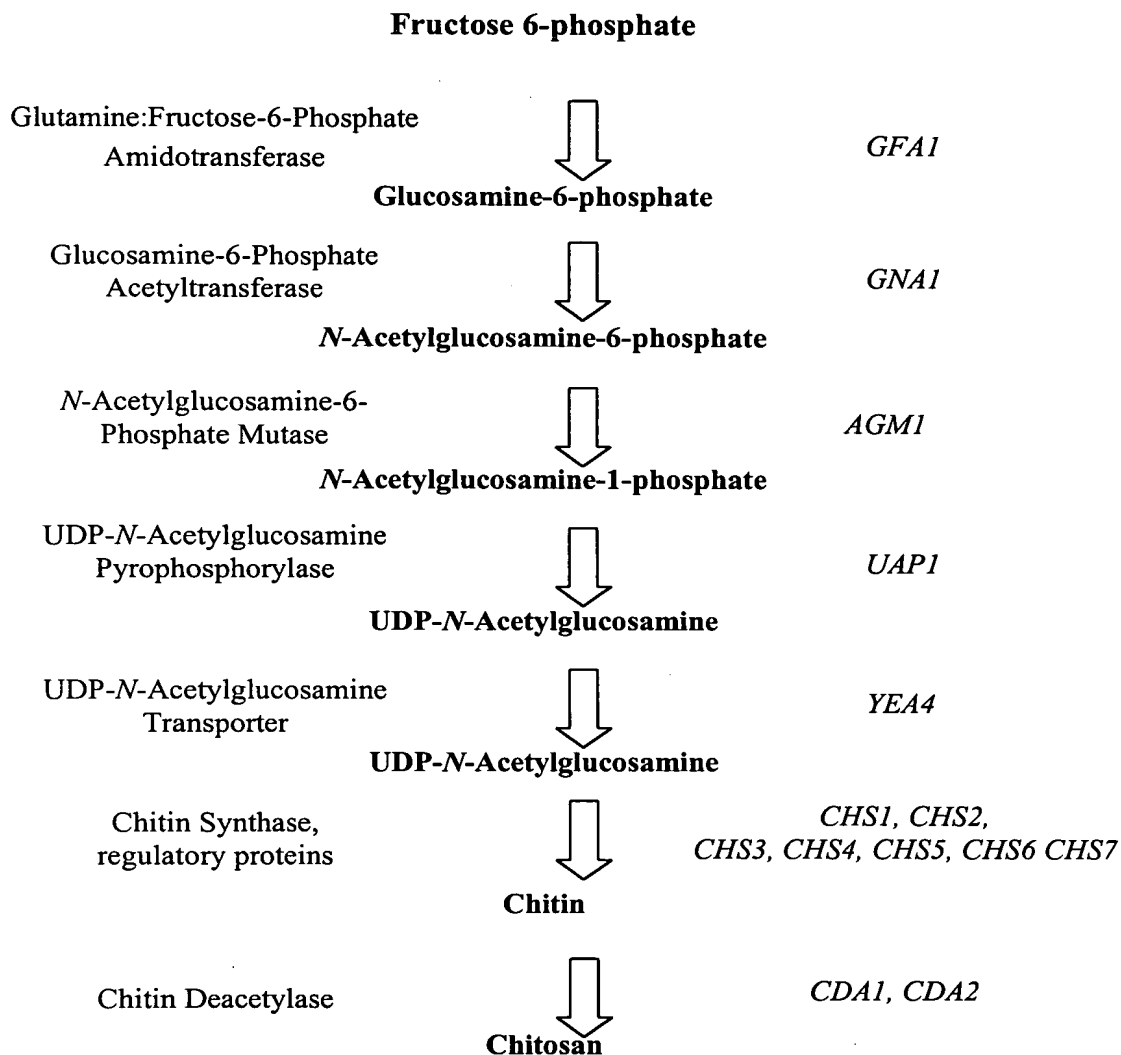 Fructose 6-phosphate
Glutamine:Fructose-6-Phosphate
Amidotransferase
GFA1
Glucosamine-6-phosphate
Glucosamine-6-Phosphate
Acetyltransferase
GNA1
N-Acetylglucosamine-6-phosphate
N-Acetylglucosamine-6-
Phosphate Mutase
AGM1
N-Acetylglucosamine-1-phosphate
UDP-N-Acetylglucosamine
Pyrophosphorylase
UAP1
UDP-N-Acetylglucosamine
UDP-N-Acetylglucosamine
Transporter
YEA4
UDP-N-Acetylglucosamine
Chitin Synthase,
regulatory proteins
CHS1, CHS2,
CHS3, CHS4, CHS5, CHS6 CHS7
Chitin
Chitin Deacetylase
CDA1, CDA2
Chitosan